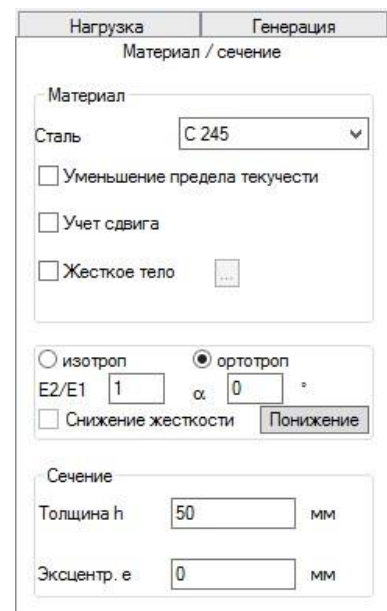 Нагрузка Генерация
Материал / сечение
Материал
Сталь C 245
Уменьшение предела текучести
Учет сдвига
Жесткое тело ...
изотроп ортотроп
E2/E1 1 α 0 °
Снижение жесткости Понижение
Сечение
Толщина h 50 мм
Эксцентр. e 0 мм